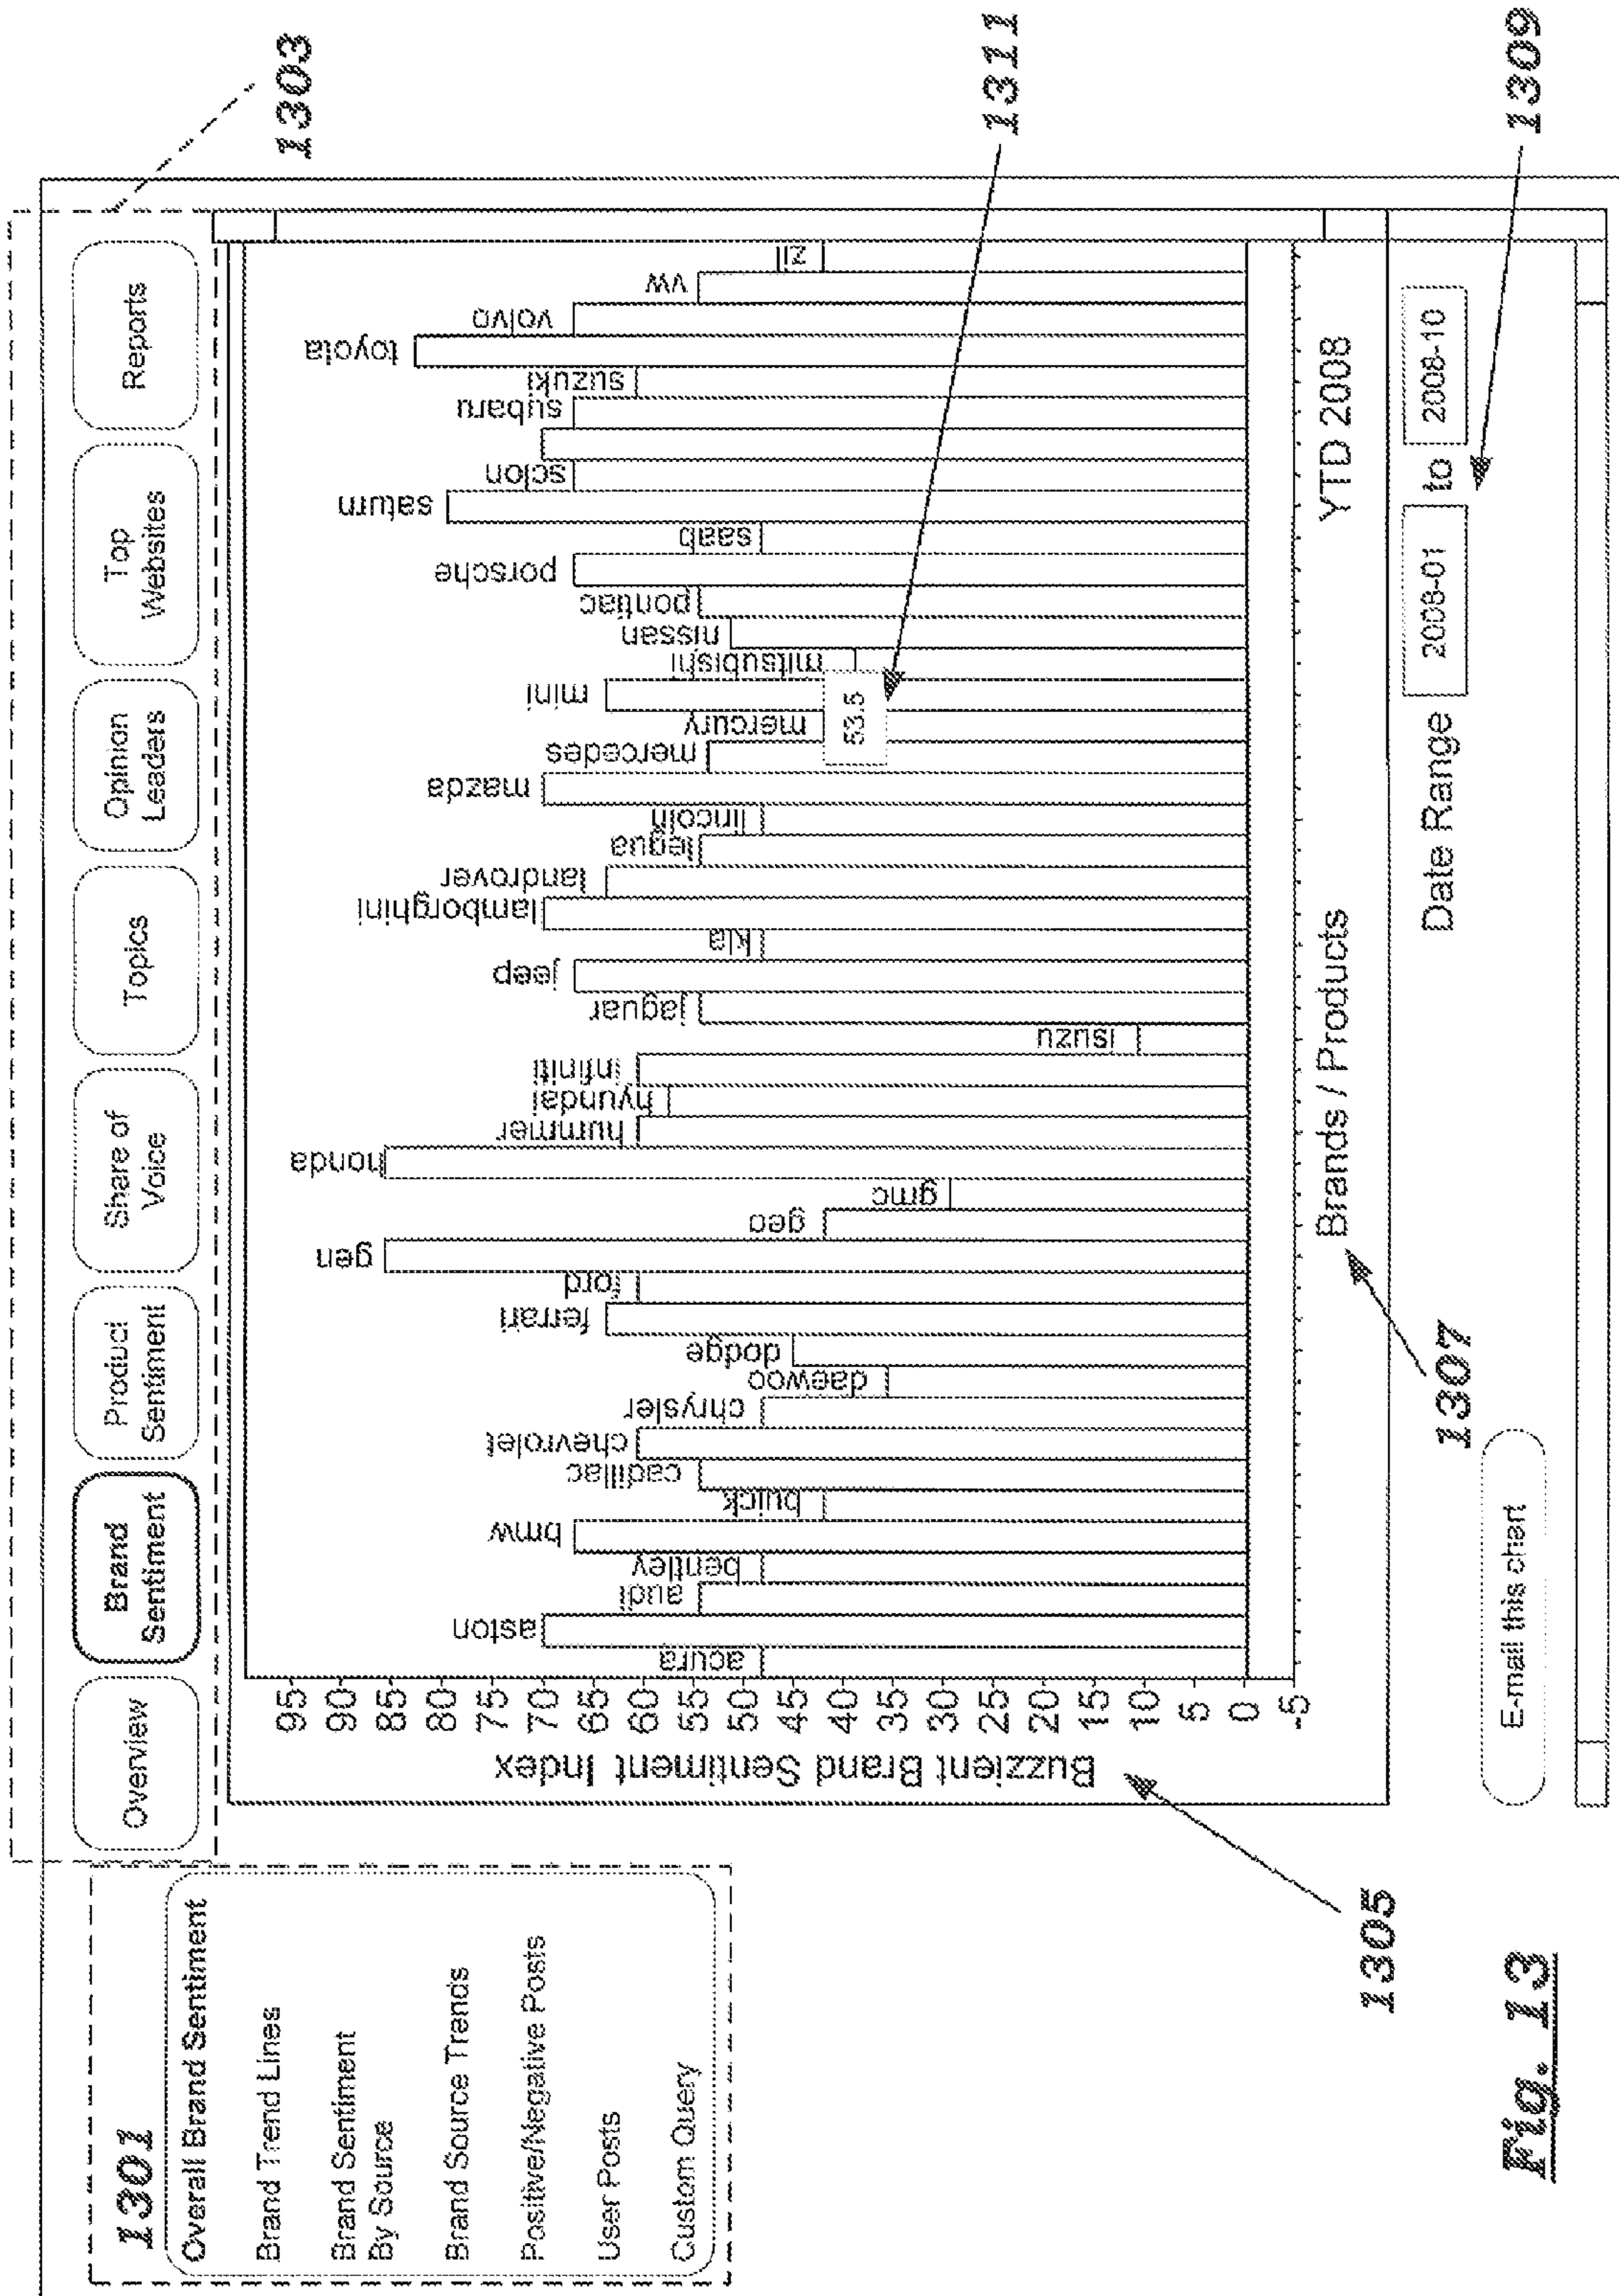 1303
Overview
Brand
Sentiment
Product
Sentiment
Share of
Voice
Topics
Opinion
Leaders
Top
Websites
Reports
1301
Overall Brand Sentiment
Brand Trend Lines
Brand Sentiment
By Source
Brand Source Trends
Positive/Negative Posts
User Posts
Custom Query
Buzzient Brand Sentiment Index
95
90
85
80
75
70
65
60
55
50
45
40
35
30
25
20
15
10
5
0
-5
acura
aston
audi
bentley
bmw
buick
cadillac
chevrolet
chrysler
daewoo
dodge
ferrari
ford
gen
geo
gmc
honda
hummer
hyundai
infiniti
isuzu
jaguar
jeep
kia
lamborghini
landrover
legua
lincoln
mazda
mercedes
mercury
mini
mitsubishi
nissan
pontiac
porsche
saab
saturn
scion
subaru
suzuki
toyola
volvo
vw
zil
53.5
1311
Brands / Products
YTD 2008
1307
Date Range 2008-01 to 2008-10
1309
E-mail this chart
1305
Fig. 13